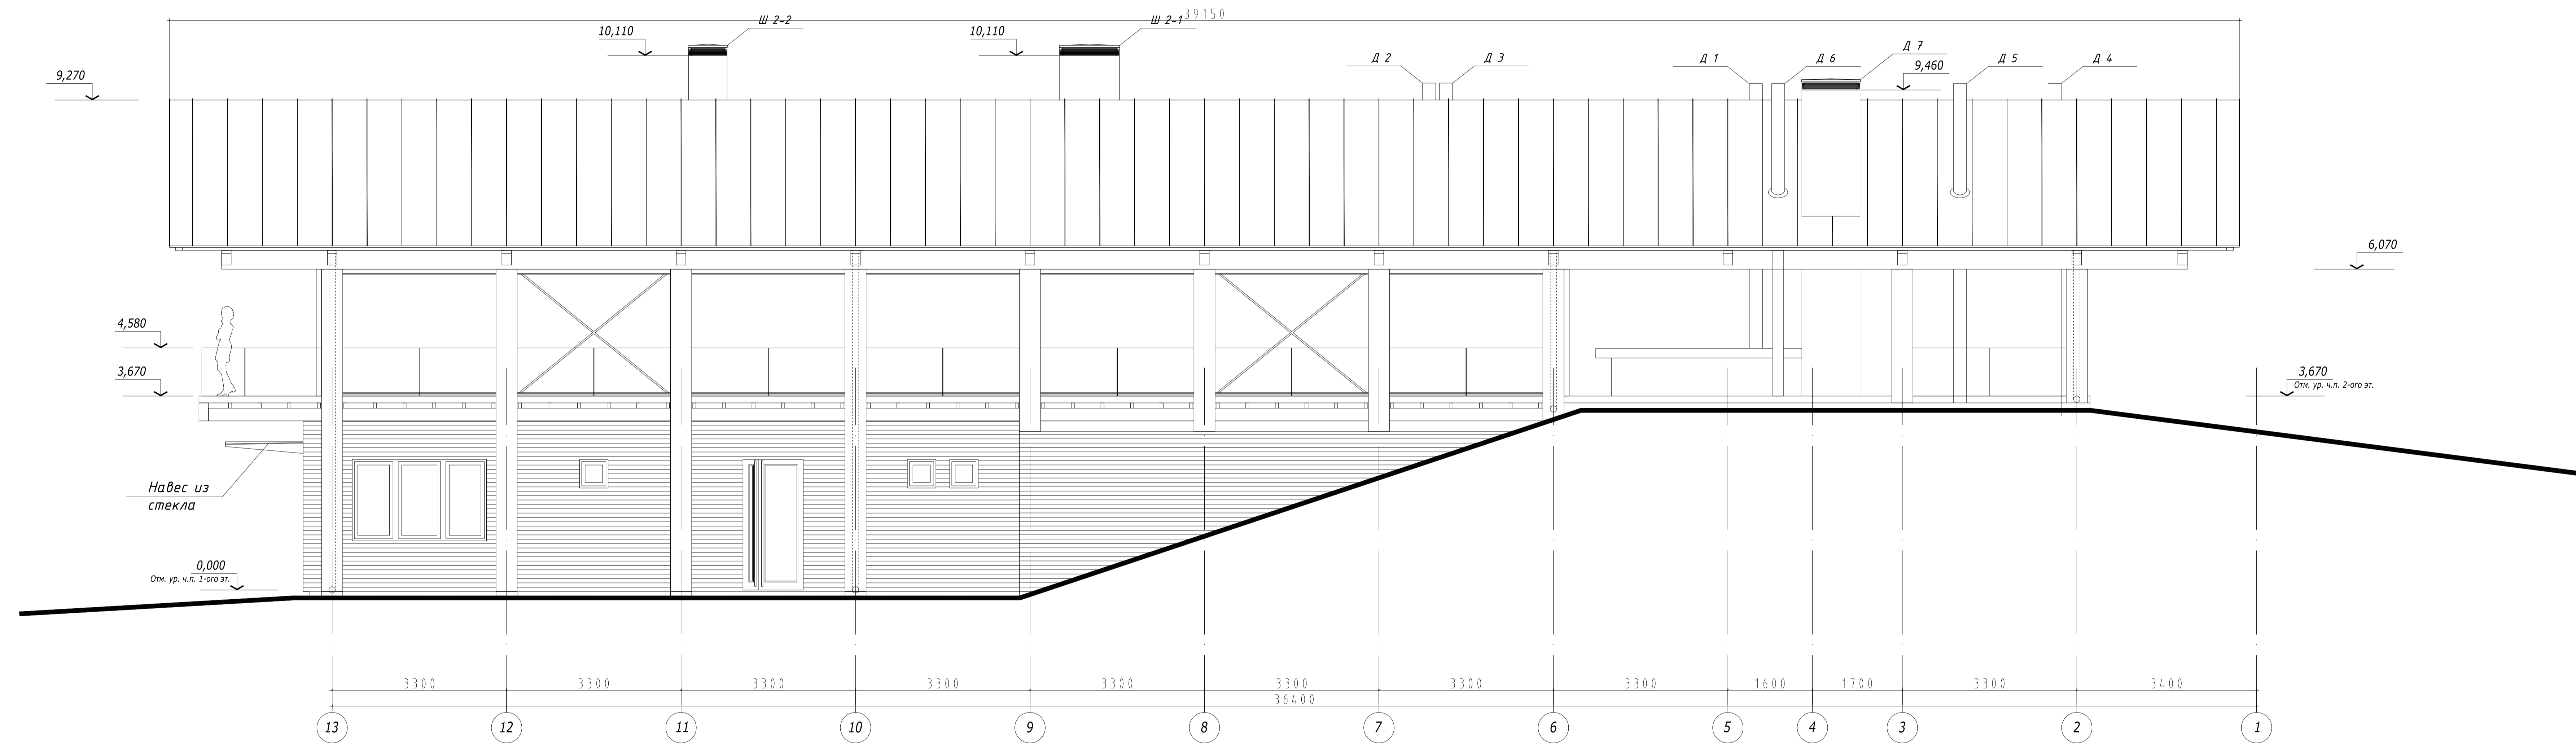 39150
10,110
Ш 2-2
10,110
Ш 2-1
9,270
Д 2
Д 3
Д 1
Д 6
Д 7
9,460
Д 5
Д 4
6,070
4,580
3,670
3,670
Отм. ур. ч.п. 2-ого эт.
Навес из
стекла
0,000
Отм. ур. ч.п. 1-ого эт.
3300
3300
3300
3300
3300
3300
3300
3300
1600
1700
3300
3400
36400
13
12
11
10
9
8
7
6
5
4
3
2
1